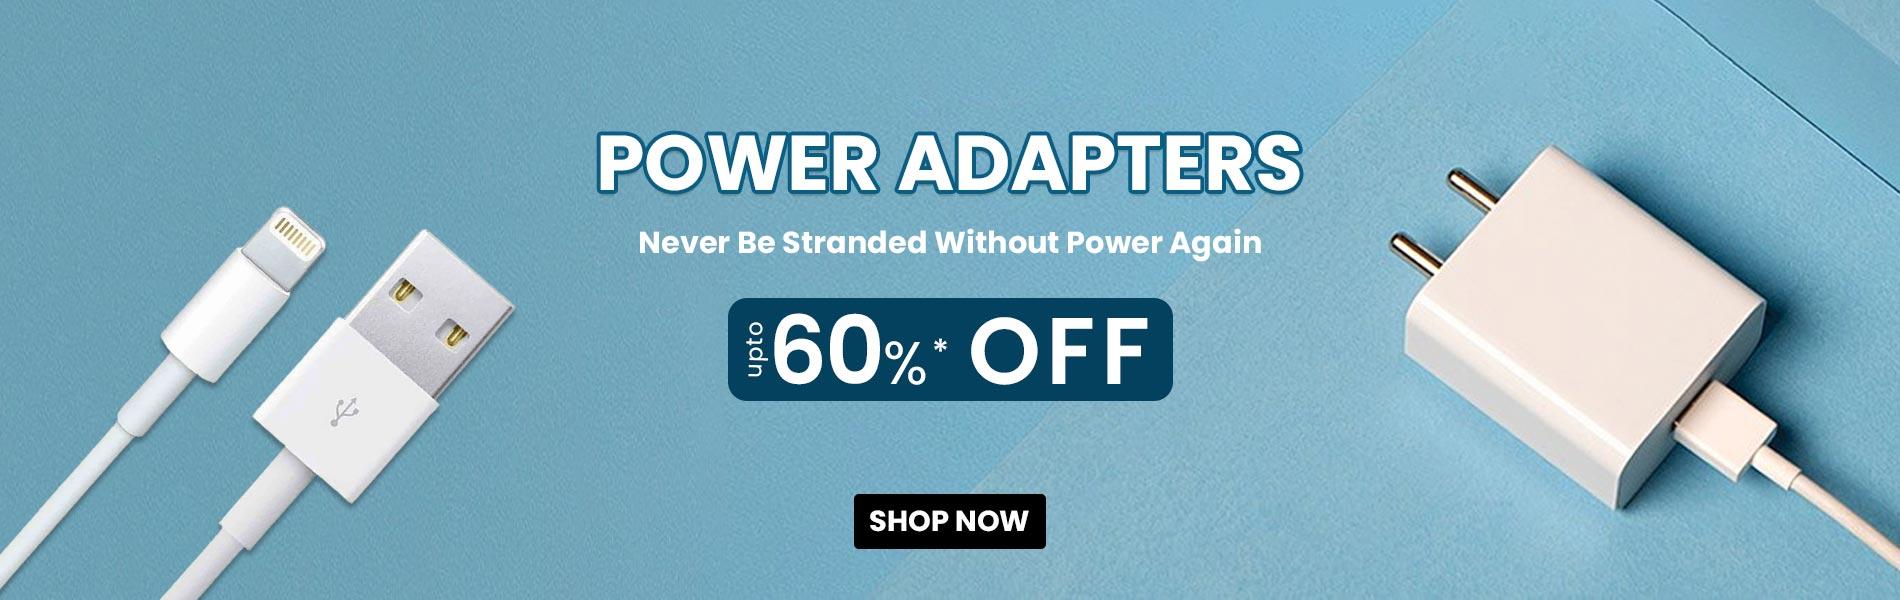 POWER ADAPTERS
Never Be Stranded Without Power Again
upto 60%* OFF
SHOP NOW